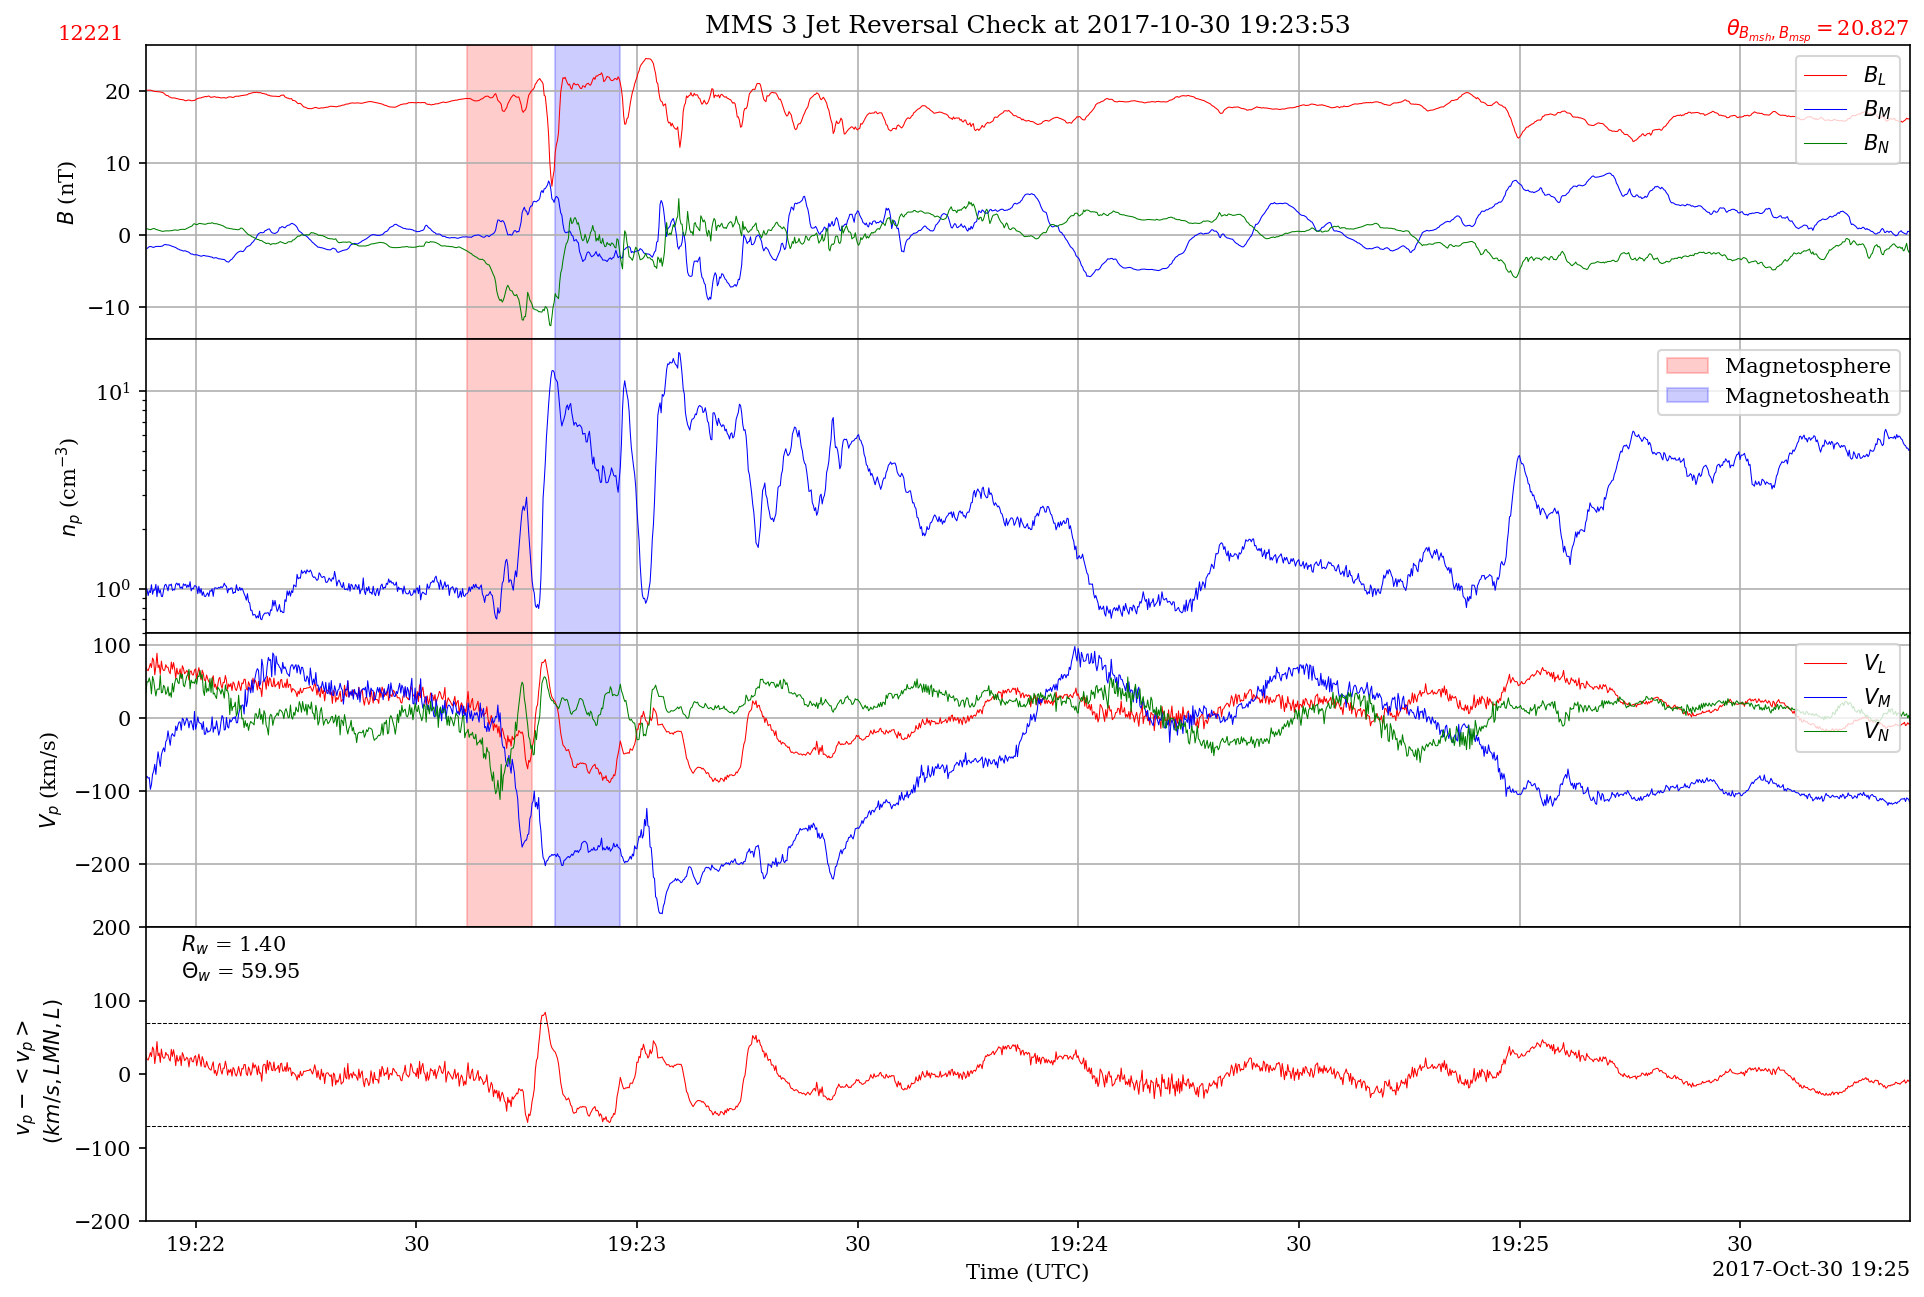 MMS 3 Jet Reversal Check at 2017-10-30 19:23:53
12221
θ_{B_{msh}, B_{msp}} = 20.827
B (nT)
20
10
0
−10
B_L
B_M
B_N
n_p (cm^{−3})
10^1
10^0
Magnetosphere
Magnetosheath
V_p (km/s)
100
0
−100
−200
V_L
V_M
V_N
v_p − < v_p >
(km/s, LMN, L)
200
100
0
−100
−200
R_w = 1.40
Θ_w = 59.95
19:22
30
19:23
30
19:24
30
19:25
30
Time (UTC)
2017-Oct-30 19:25